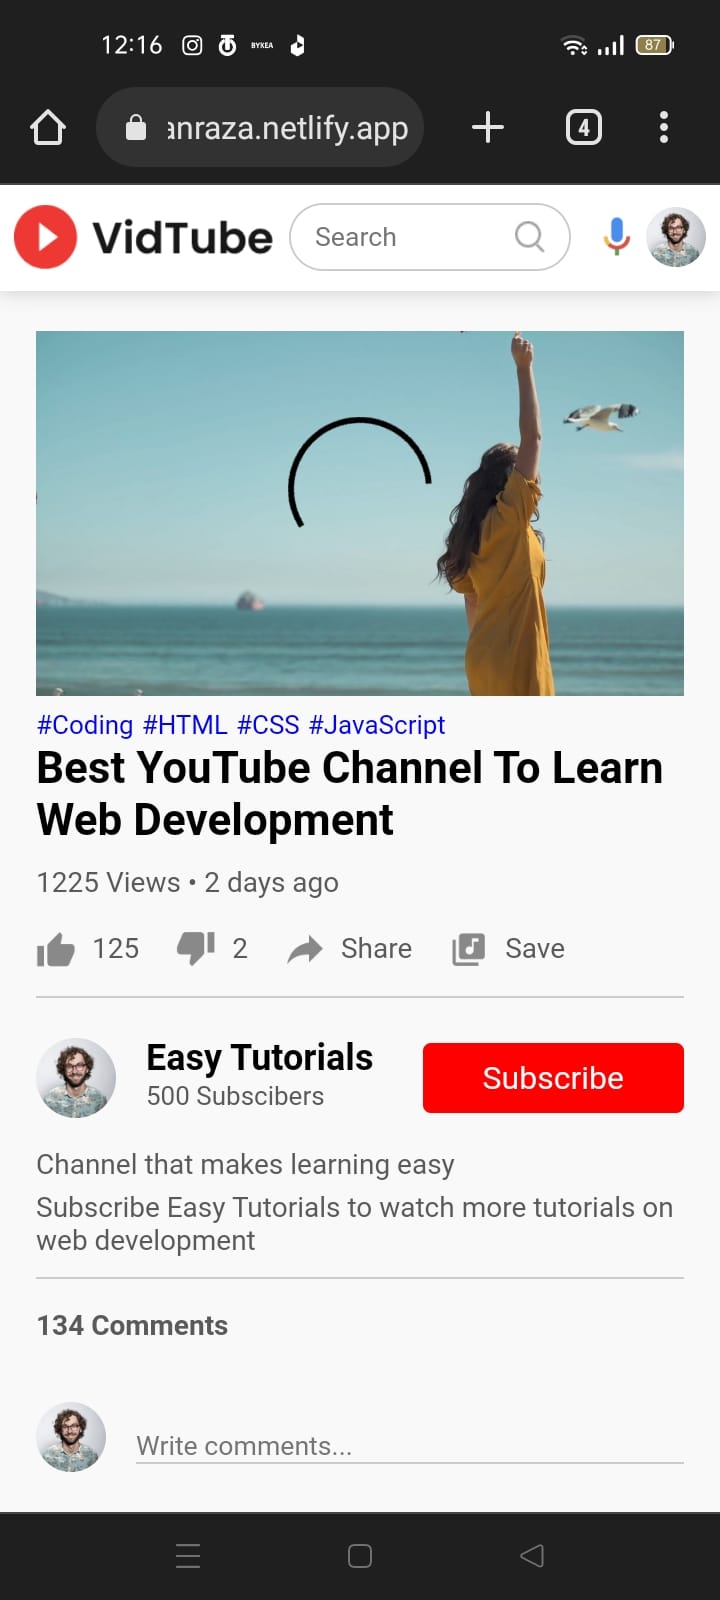 12:16 BYKEA 87
anraza.netlify.app 4
VidTube Search
#Coding #HTML #CSS #JavaScript
Best YouTube Channel To Learn
Web Development
1225 Views • 2 days ago
125 2 Share Save
Easy Tutorials
500 Subscibers
Subscribe
Channel that makes learning easy
Subscribe Easy Tutorials to watch more tutorials on
web development
134 Comments
Write comments...